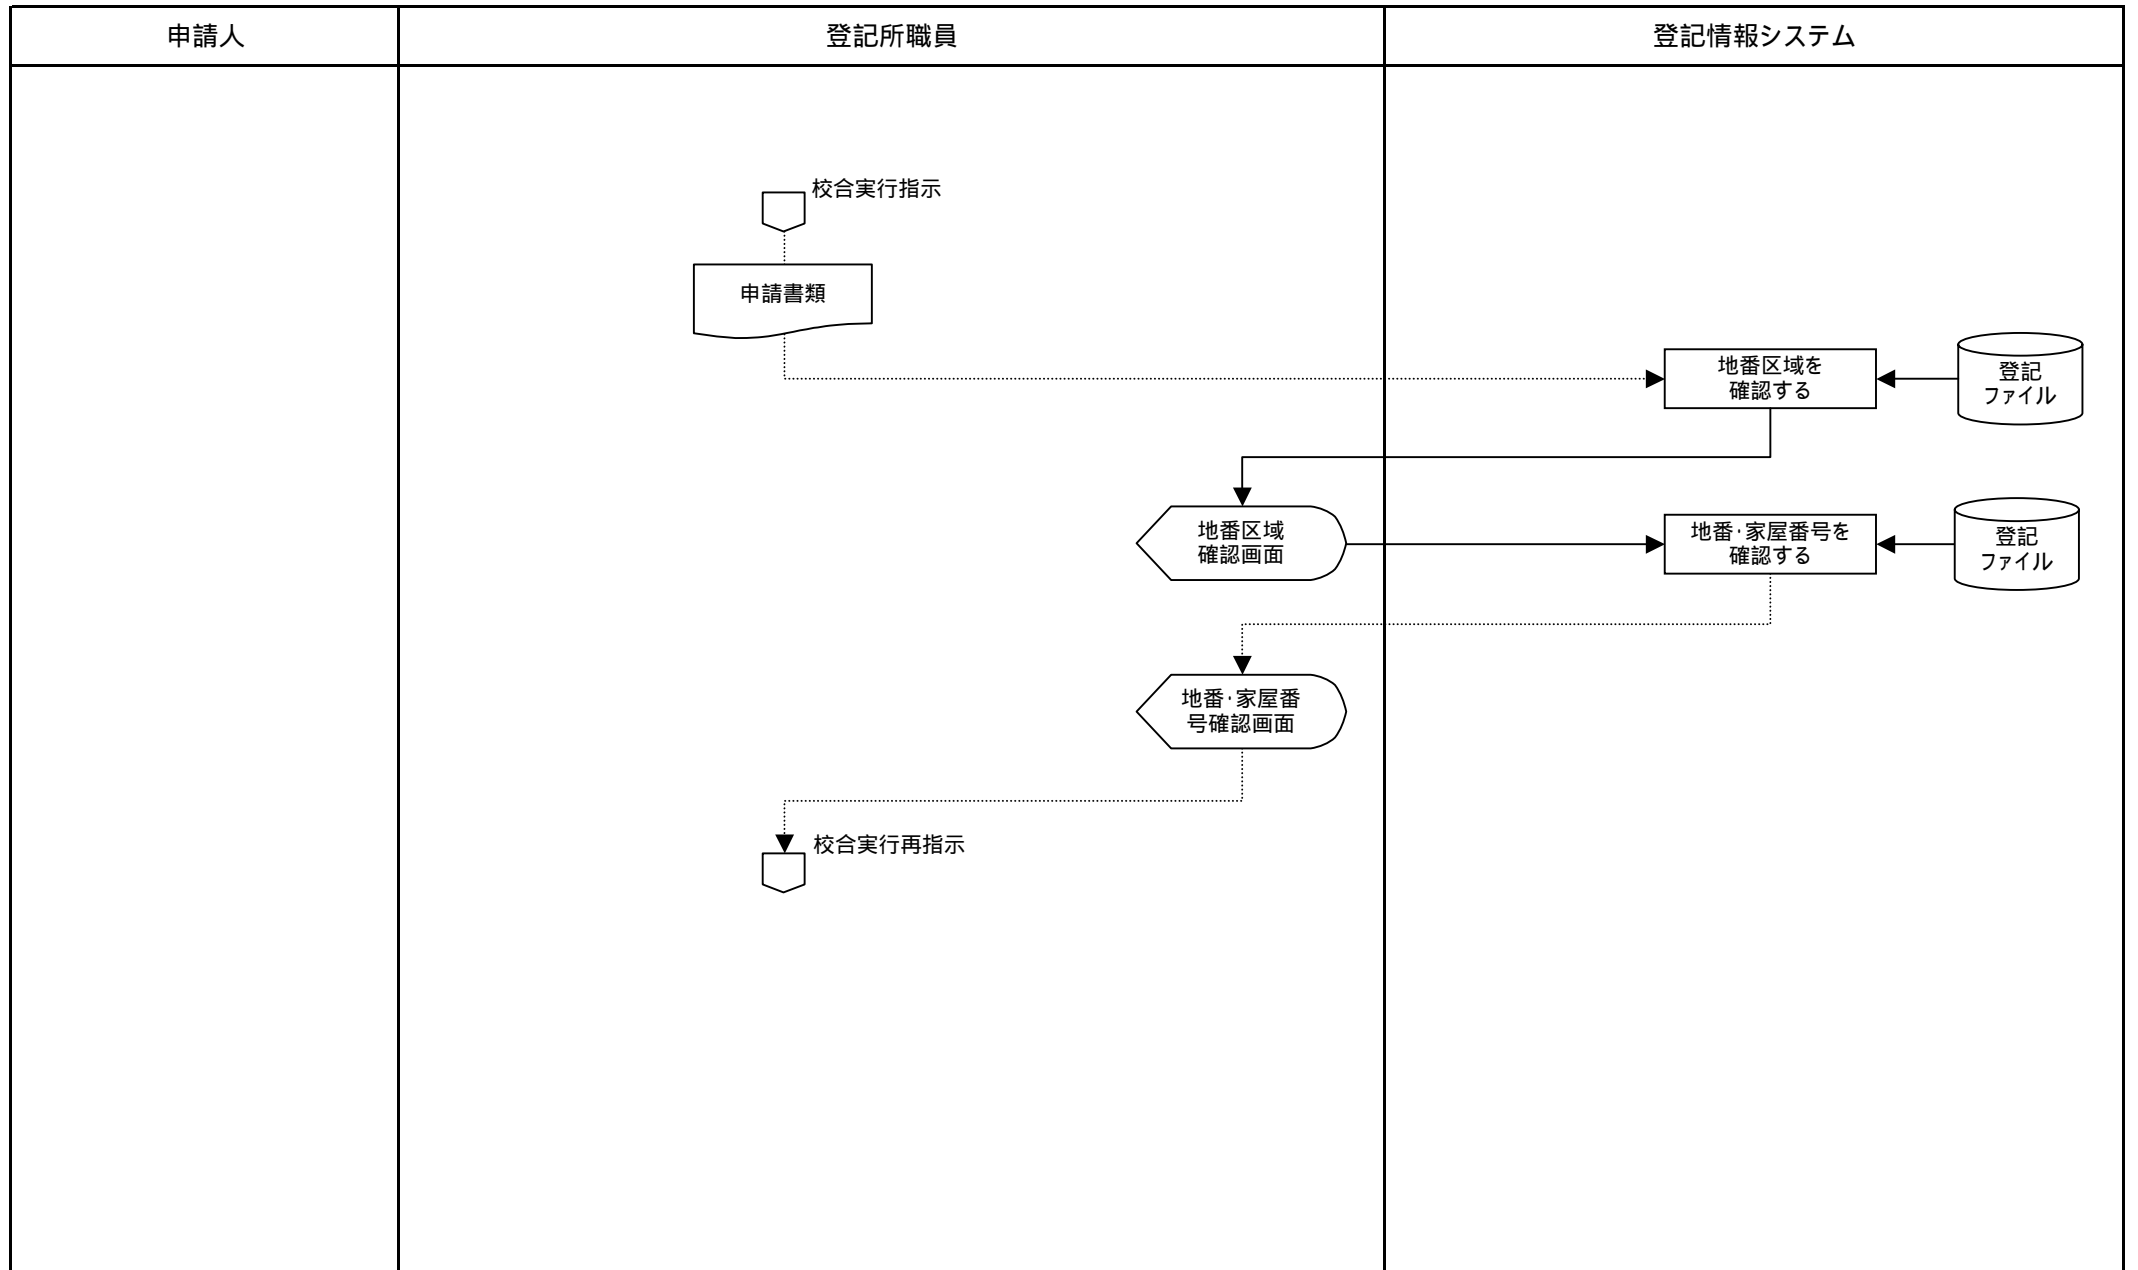 申請人
登記所職員
登記情報システム
校合実行指示
申請書類
地番区域を
確認する
登記
ファイル
地番区域
確認画面
地番・家屋番号を
確認する
登記
ファイル
地番・家屋番
号確認画面
校合実行再指示